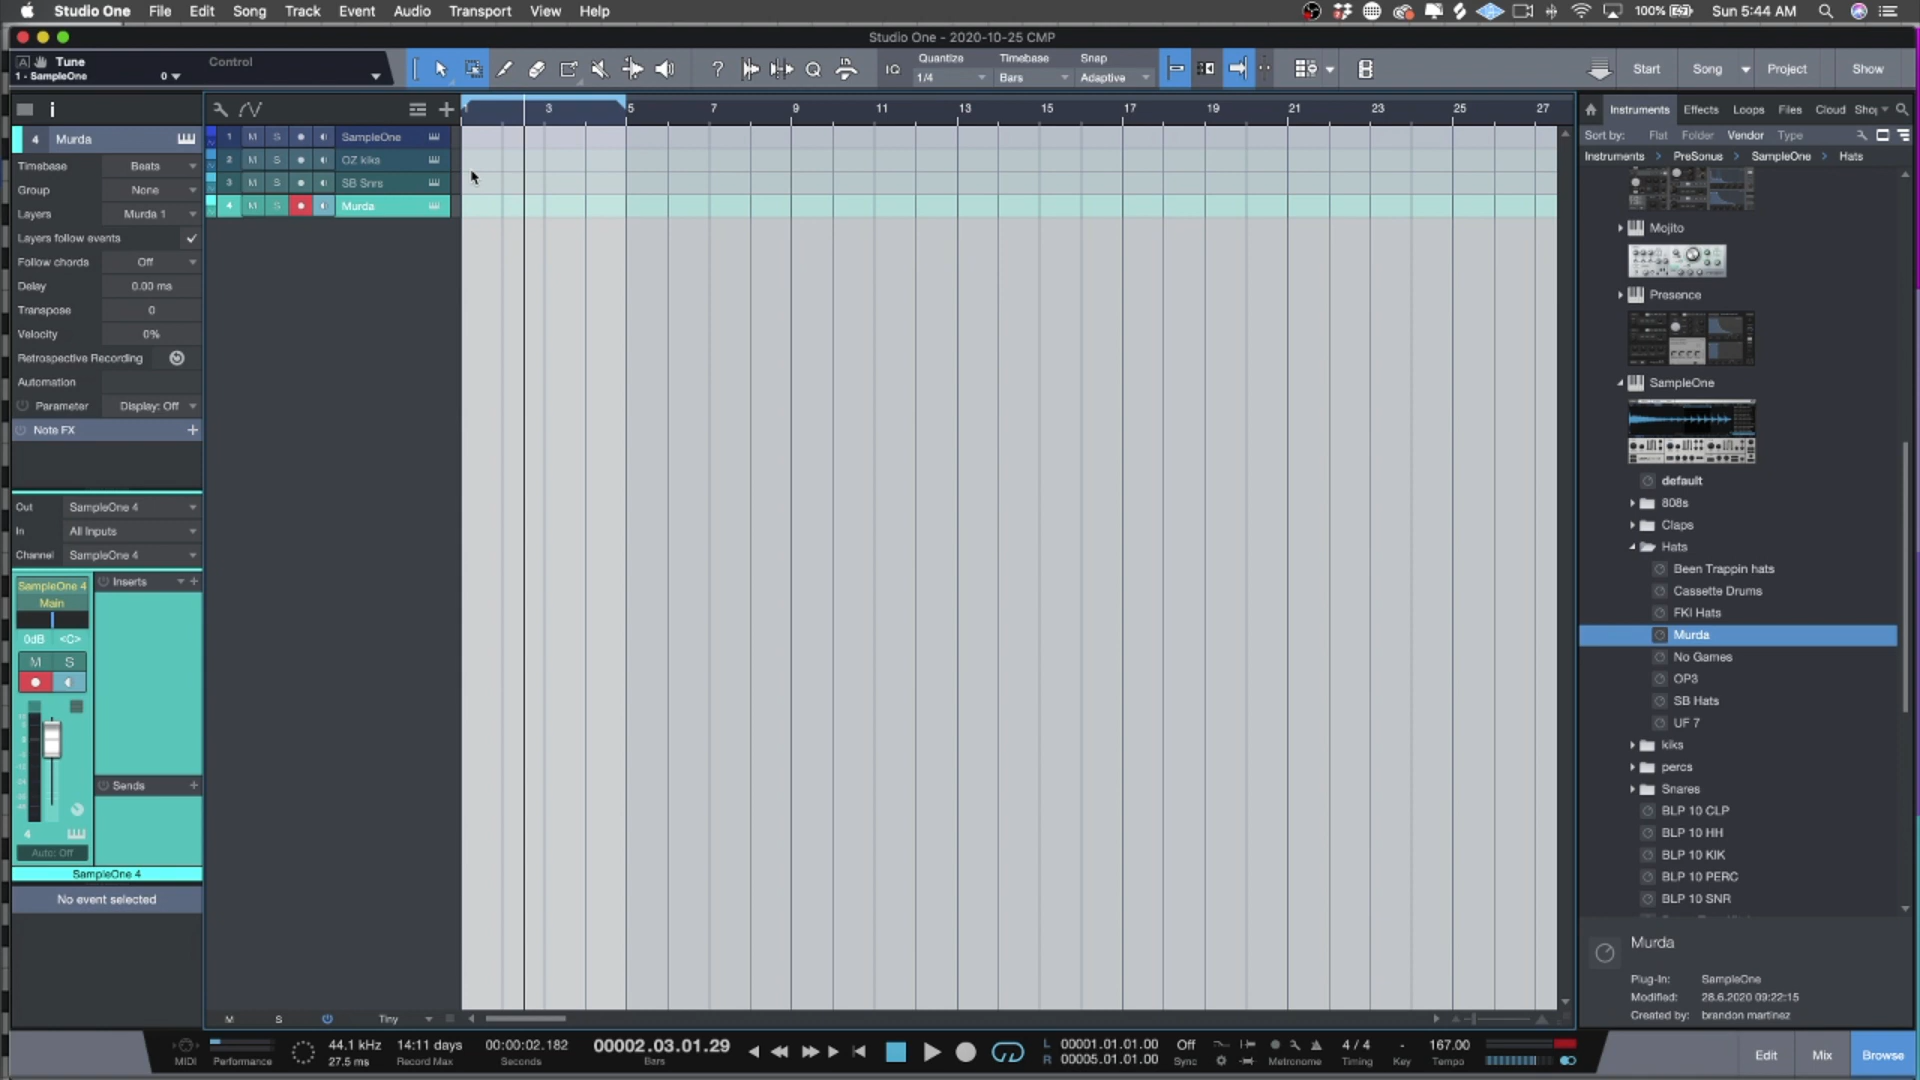 Studio One File Edit Song Track Event Audio Transport View Help 100% Sun 5:44 AM
Studio One - 2020-10-25 CMP
Tune
1 - SampleOne 0
Control
Quantize Timebase Snap
IQ 1/4 Bars Adaptive
Start Song Project Show
1 3 5 7 9 11 13 15 17 19 21 23 25 27
Instruments Effects Loops Files Cloud Shop
Sort by: Flat Folder Vendor Type
Instruments PreSonus SampleOne Hats
4 Murda
1 M S SampleOne
2 M S OZ kiks
3 M S SB Snrs
4 M S Murda
Timebase Beats
Group None
Layers Murda 1
Layers follow events
Follow chords Off
Delay 0.00 ms
Transpose 0
Velocity 0%
Retrospective Recording
Automation
Parameter Display: Off
Note FX
Out SampleOne 4
In All Inputs
Channel SampleOne 4
SampleOne 4 Inserts
Main
0dB <C>
M S
Sends
4
Auto: Off
SampleOne 4
No event selected
Mojito
Presence
SampleOne
default
808s
Claps
Hats
Been Trappin hats
Cassette Drums
FKI Hats
Murda
No Games
OP3
SB Hats
UF 7
kiks
percs
Snares
BLP 10 CLP
BLP 10 HH
BLP 10 KIK
BLP 10 PERC
BLP 10 SNR
Murda
Plug-In: SampleOne
Modified: 28.6.2020 09:22:15
Created by: brandon martinez
M S Tiny
MIDI Performance
44.1 kHz
27.5 ms
14:11 days
Record Max
00:00:02.182
Seconds
00002.03.01.29
Bars
L 00001.01.01.00
R 00005.01.01.00
Off
Sync
Metronome
4 / 4
Timing
-
Key
167.00
Tempo
Edit Mix Browse